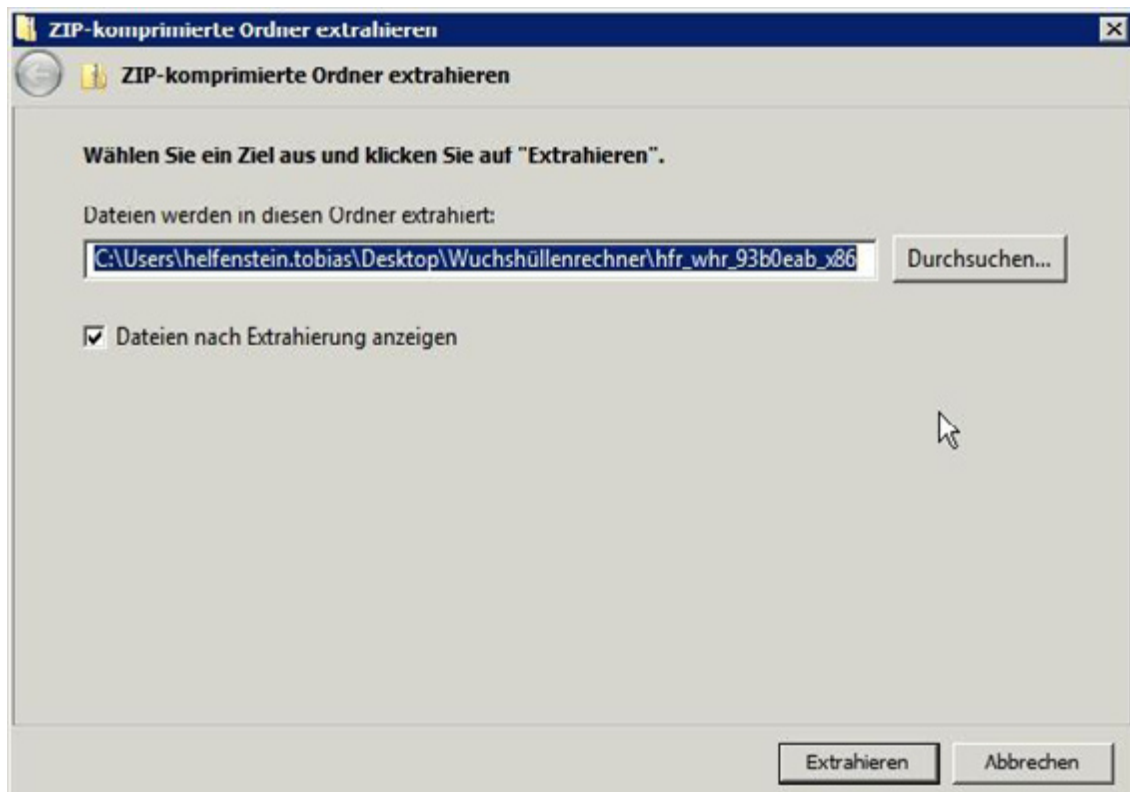 ZIP-komprimierte Ordner extrahieren
ZIP-komprimierte Ordner extrahieren
Wählen Sie ein Ziel aus und klicken Sie auf "Extrahieren".
Dateien werden in diesen Ordner extrahiert:
C:\Users\helfenstein.tobias\Desktop\Wuchshüllenrechner\hfr_whr_93b0eab_x86
Durchsuchen...
Dateien nach Extrahierung anzeigen
Extrahieren
Abbrechen